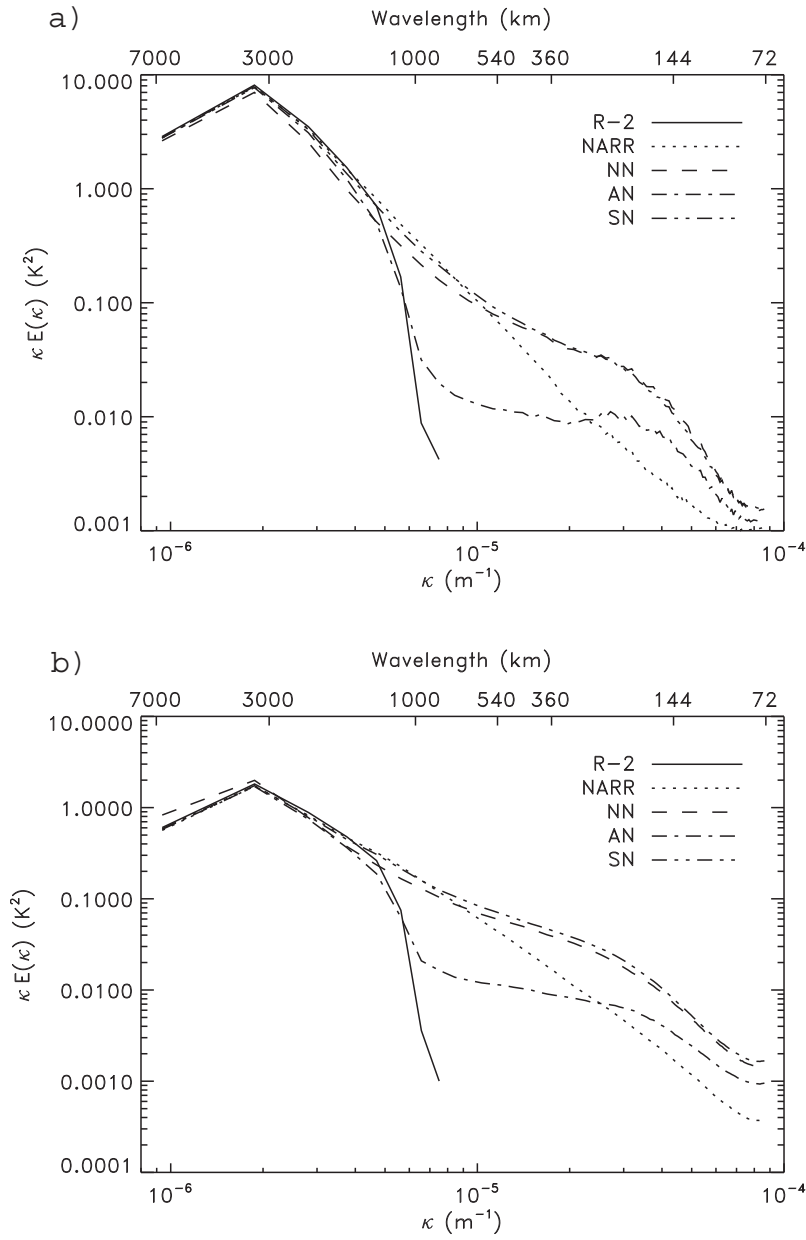 a)
Wavelength (km)
7000 3000 1000 540 360 144 72
10.000
1.000
0.100
0.010
0.001
κ E(κ) (K²)
R−2
NARR
NN
AN
SN
10⁻⁶ 10⁻⁵ 10⁻⁴
κ (m⁻¹)
b)
Wavelength (km)
7000 3000 1000 540 360 144 72
10.0000
1.0000
0.1000
0.0100
0.0010
0.0001
κ E(κ) (K²)
R−2
NARR
NN
AN
SN
10⁻⁶ 10⁻⁵ 10⁻⁴
κ (m⁻¹)